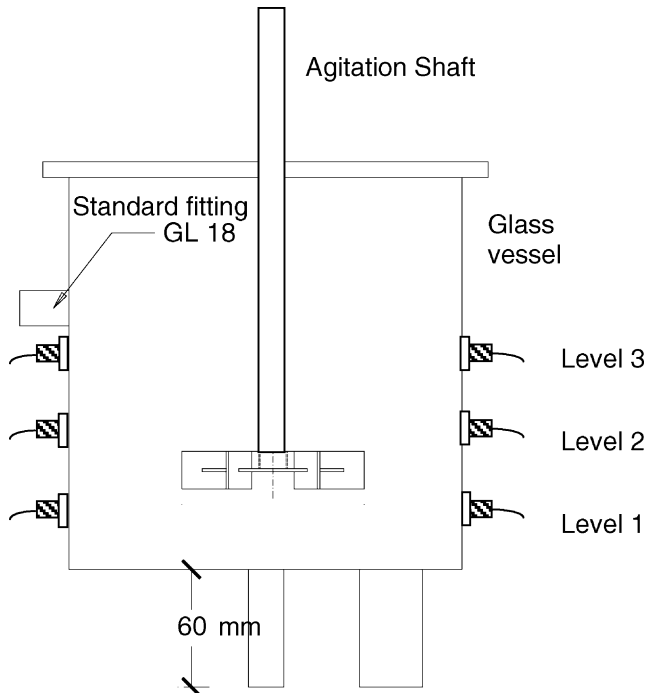 Agitation Shaft
Standard fitting
GL 18
Glass
vessel
Level 3
Level 2
Level 1
60 mm